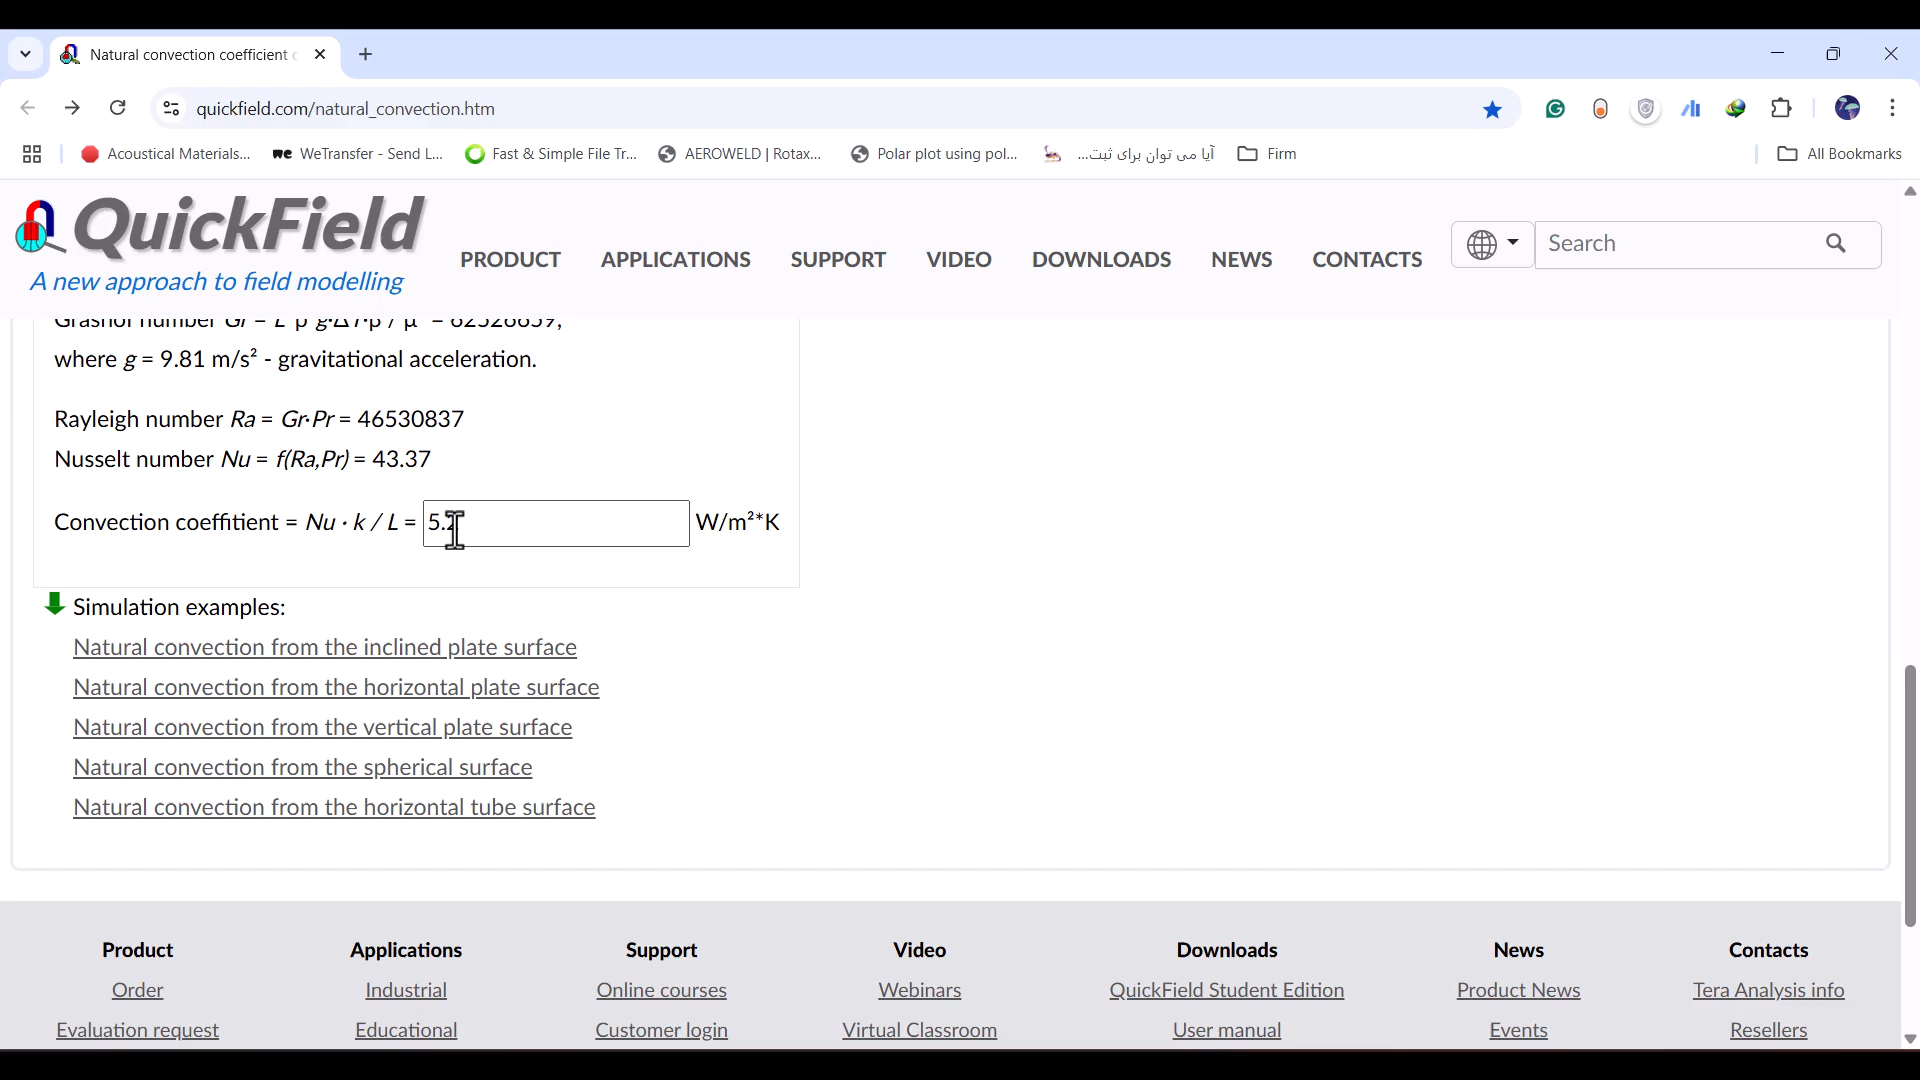 Natural convection coefficient c
quickfield.com/natural_convection.htm
Acoustical Materials...
we WeTransfer - Send L...
Fast & Simple File Tr...
AEROWELD | Rotax...
Polar plot using pol...
آیا می توان برای ثبت...
Firm
All Bookmarks
QuickField
A new approach to field modelling
PRODUCT
APPLICATIONS
SUPPORT
VIDEO
DOWNLOADS
NEWS
CONTACTS
Search
where g = 9.81 m/s² - gravitational acceleration.
Rayleigh number Ra = Gr·Pr = 46530837
Nusselt number Nu = f(Ra,Pr) = 43.37
Convection coeffitient = Nu · k / L = 5.2 W/m²*K
Simulation examples:
Natural convection from the inclined plate surface
Natural convection from the horizontal plate surface
Natural convection from the vertical plate surface
Natural convection from the spherical surface
Natural convection from the horizontal tube surface
Product Applications Support Video Downloads News Contacts
Order Industrial Online courses Webinars QuickField Student Edition Product News Tera Analysis info
Evaluation request Educational Customer login Virtual Classroom User manual Events Resellers